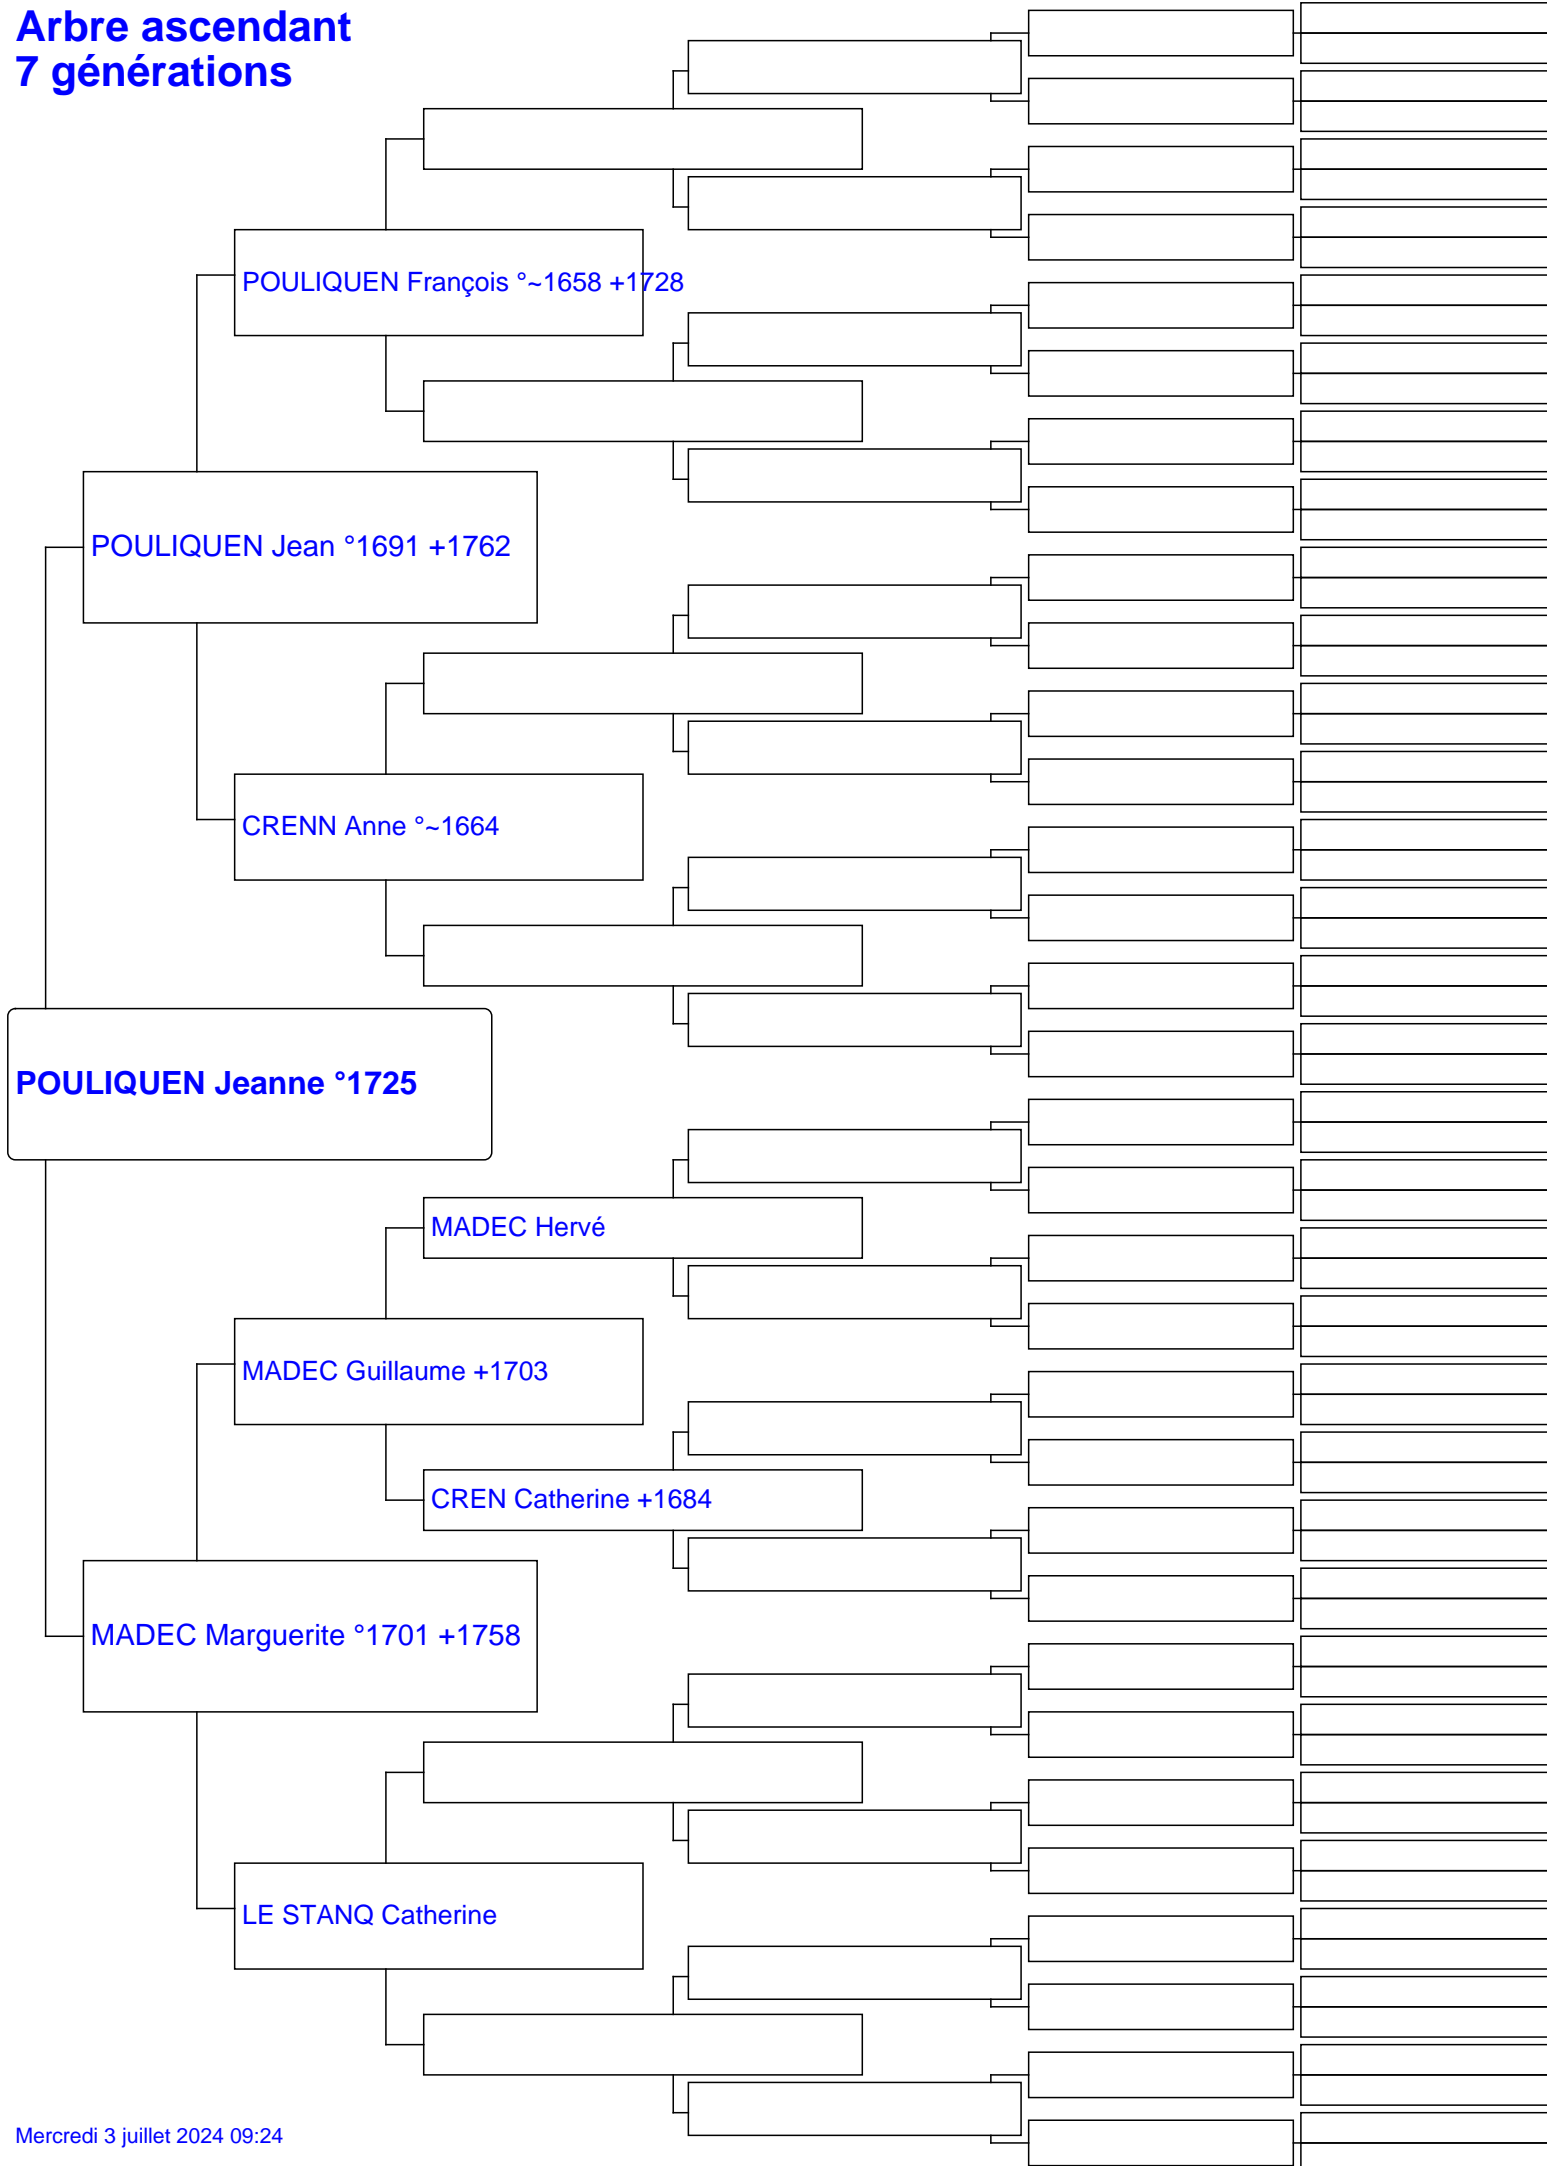 Arbre ascendant
7 générations
POULIQUEN François °~1658 +1728
POULIQUEN Jean °1691 +1762
CRENN Anne °~1664
POULIQUEN Jeanne °1725
MADEC Hervé
MADEC Guillaume +1703
CREN Catherine +1684
MADEC Marguerite °1701 +1758
LE STANQ Catherine
Mercredi 3 juillet 2024 09:24